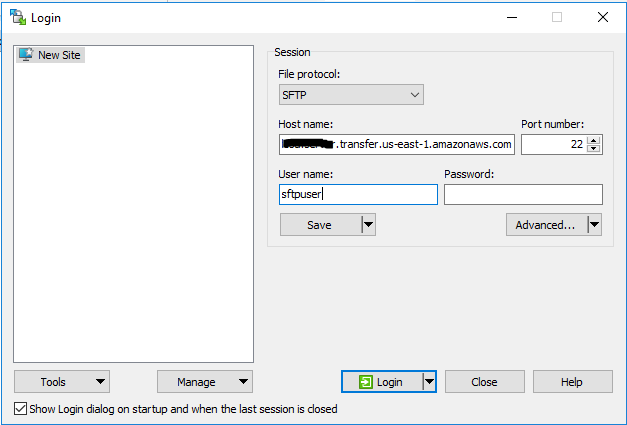 Login
New Site
Session
File protocol:
SFTP
Host name:
Port number:
.transfer.us-east-1.amazonaws.com
22
User name:
Password:
sftpuser
Save
Advanced...
Tools
Manage
Login
Close
Help
Show Login dialog on startup and when the last session is closed